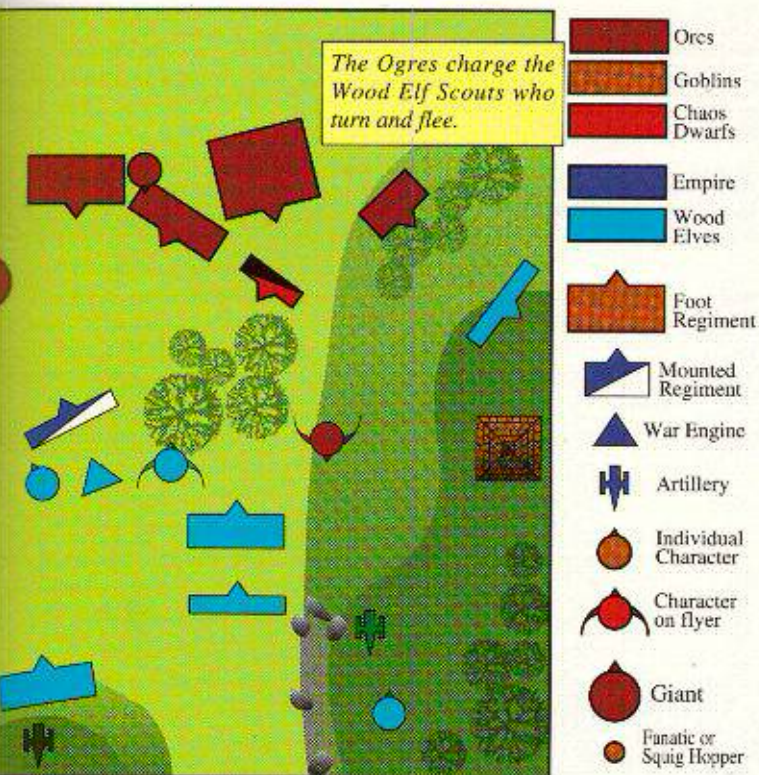 The Ogres charge the
Wood Elf Scouts who
turn and flee.
Orcs
Goblins
Chaos
Dwarfs
Empire
Wood
Elves
Foot
Regiment
Mounted
Regiment
War Engine
Artillery
Individual
Character
Character
on flyer
Giant
Fanatic or
Squig Hopper